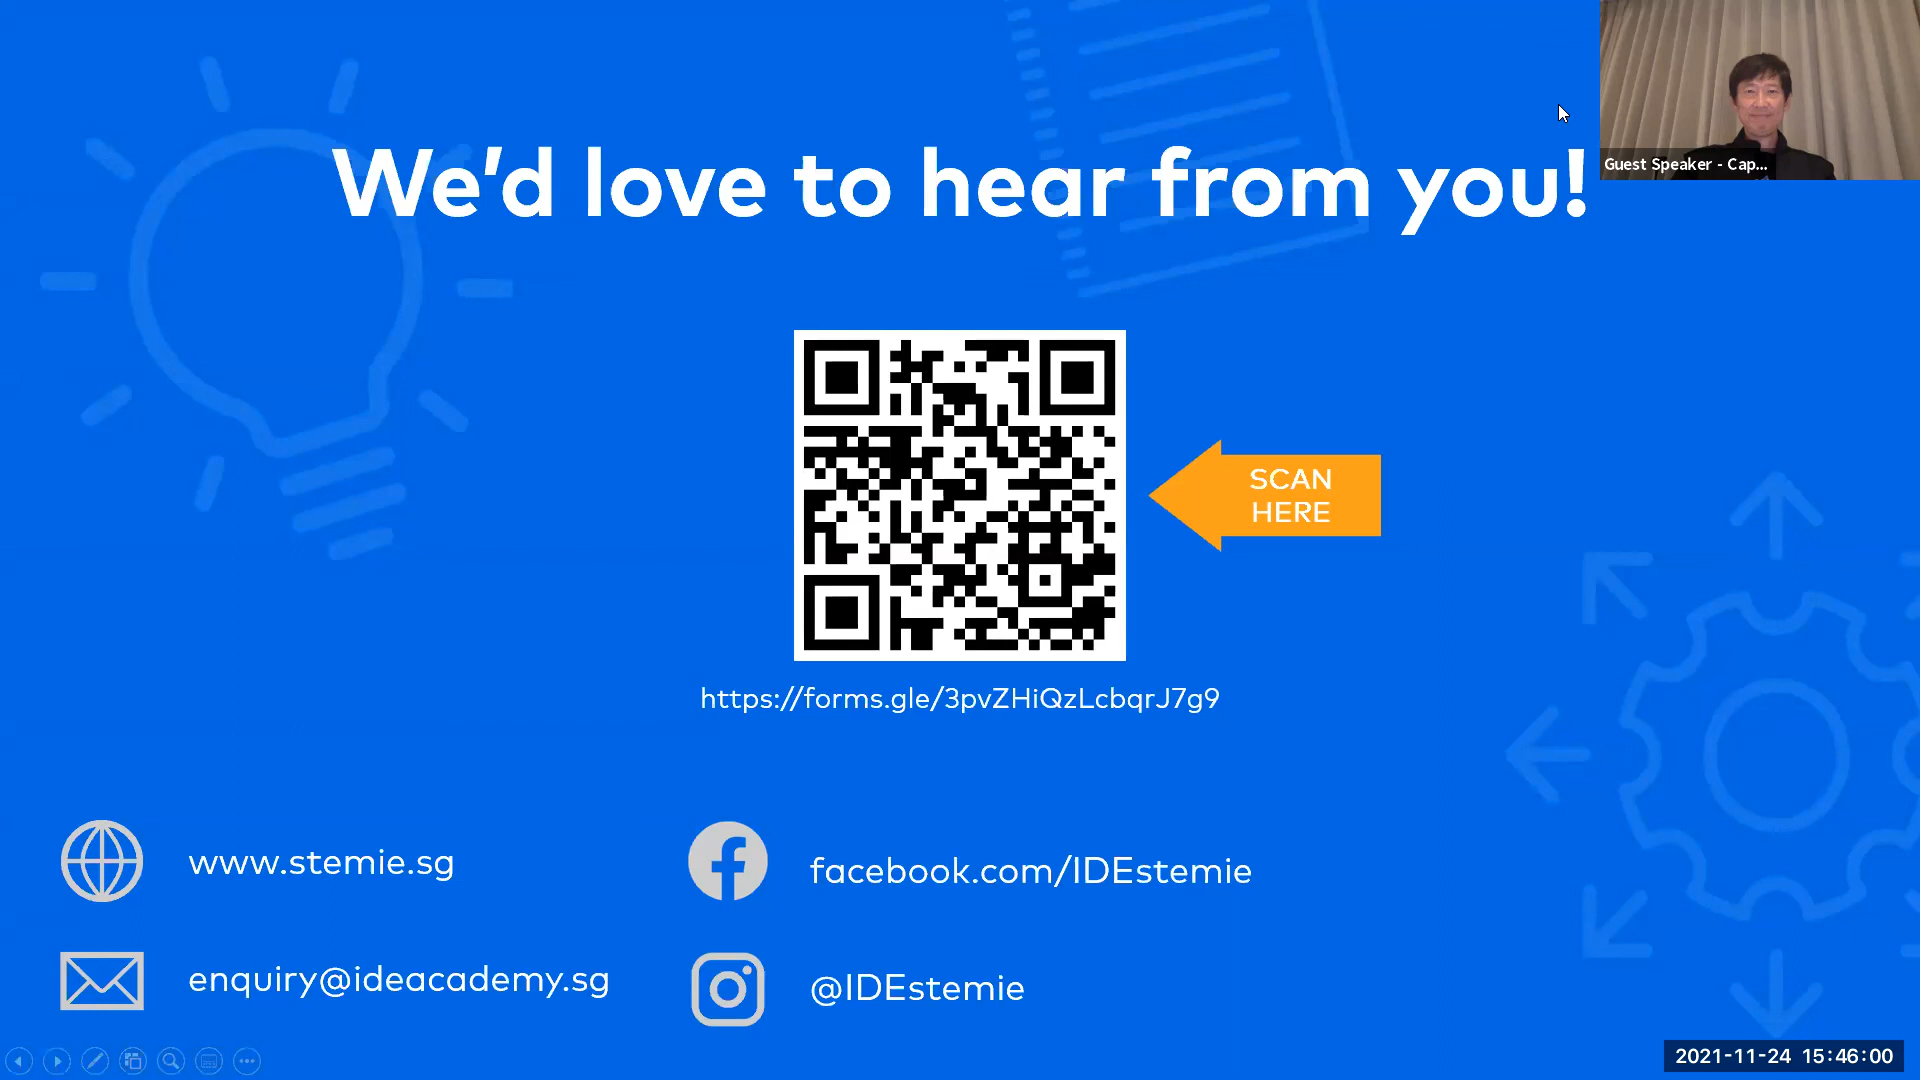 We'd love to hear from you!
Guest Speaker - Cap...
SCAN
HERE
https://forms.gle/3pvZHiQzLcbqrJ7g9
www.stemie.sg
facebook.com/IDEstemie
enquiry@ideacademy.sg
@IDEstemie
2021-11-24 15:46:00